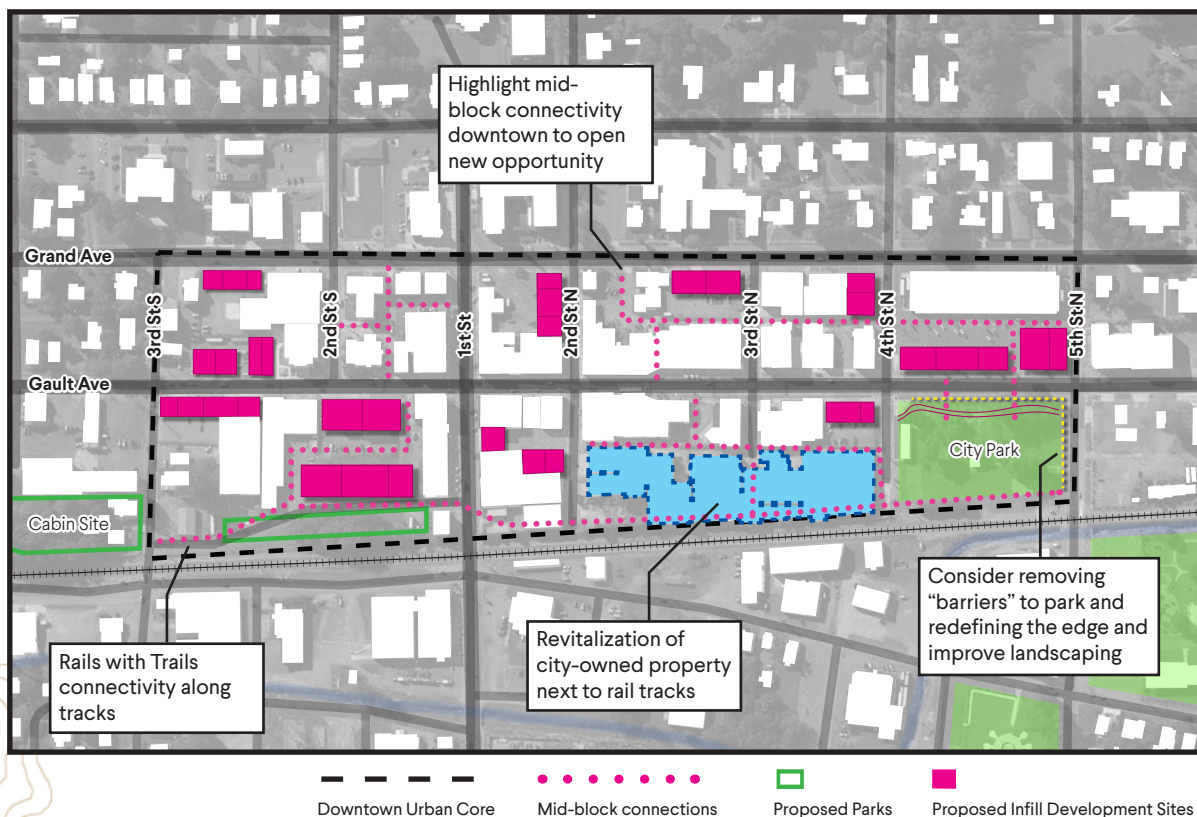 Highlight mid-
block connectivity
downtown to open
new opportunity
Grand Ave
3rd St S
2nd St S
1st St
2nd St N
3rd St N
4th St N
5th St N
Gault Ave
City Park
Cabin Site
Rails with Trails
connectivity along
tracks
Revitalization of
city-owned property
next to rail tracks
Consider removing
“barriers” to park and
redefining the edge and
improve landscaping
Downtown Urban Core
Mid-block connections
Proposed Parks
Proposed Infill Development Sites